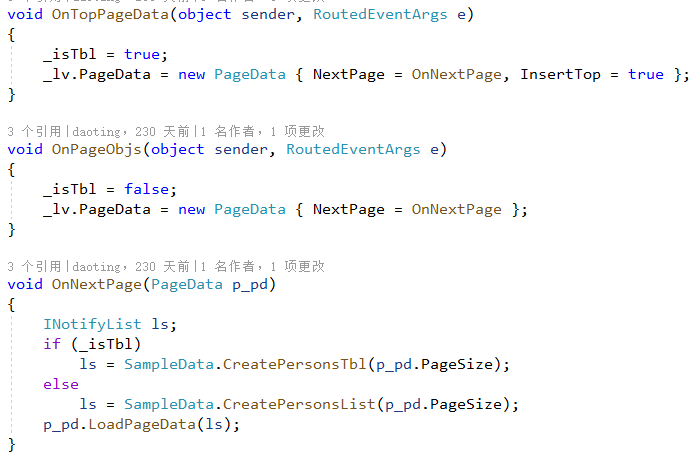 void OnTopPageData(object sender, RoutedEventArgs e)
{
    _isTbl = true;
    _lv.PageData = new PageData { NextPage = OnNextPage, InsertTop = true };
}
3 个引用|daoting，230 天前|1 名作者，1 项更改
void OnPageObjs(object sender, RoutedEventArgs e)
{
    _isTbl = false;
    _lv.PageData = new PageData { NextPage = OnNextPage };
}
3 个引用|daoting，230 天前|1 名作者，1 项更改
void OnNextPage(PageData p_pd)
{
    INotifyList ls;
    if (_isTbl)
        ls = SampleData.CreatePersonsTbl(p_pd.PageSize);
    else
        ls = SampleData.CreatePersonsList(p_pd.PageSize);
    p_pd.LoadPageData(ls);
}